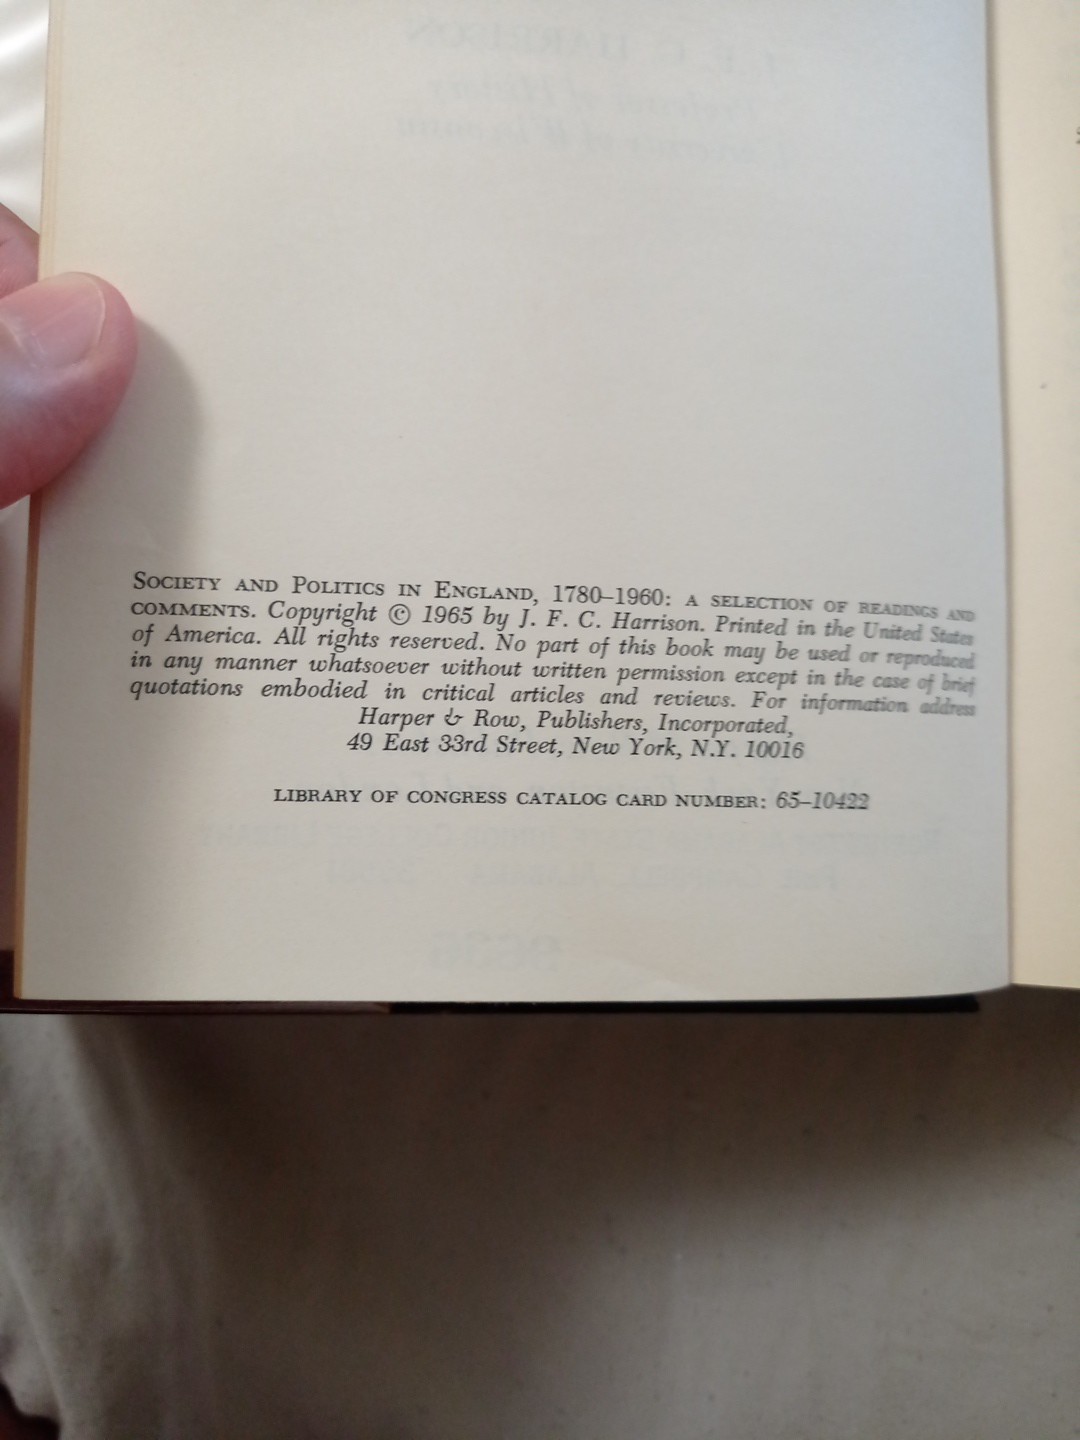 SOCIETY AND POLITICS IN ENGLAND, 1780–1960: A SELECTION OF READINGS AND
COMMENTS. Copyright © 1965 by J. F. C. Harrison. Printed in the United States
of America. All rights reserved. No part of this book may be used or reproduced
in any manner whatsoever without written permission except in the case of brief
quotations embodied in critical articles and reviews. For information address
Harper & Row, Publishers, Incorporated,
49 East 33rd Street, New York, N.Y. 10016
LIBRARY OF CONGRESS CATALOG CARD NUMBER: 65–10422